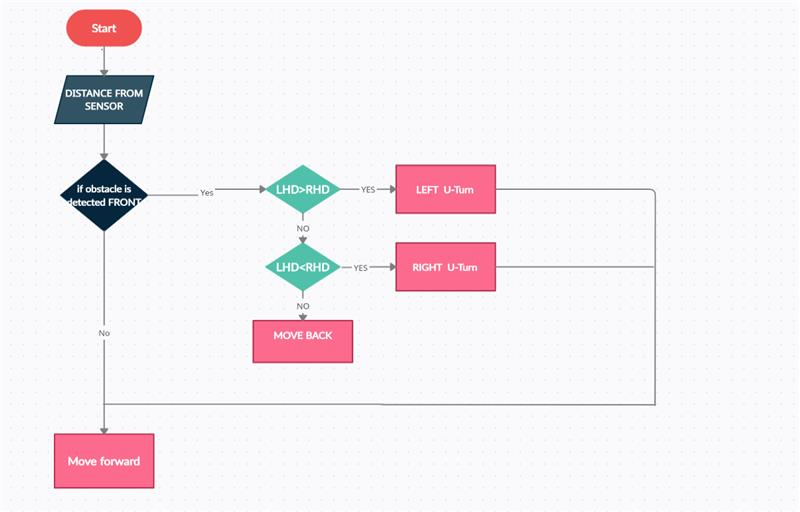 Start
DISTANCE FROM
SENSOR
if obstacle is
detected FRONT
Yes
LHD>RHD
YES
LEFT U-Turn
NO
LHD<RHD
YES
RIGHT U-Turn
NO
MOVE BACK
No
Move forward